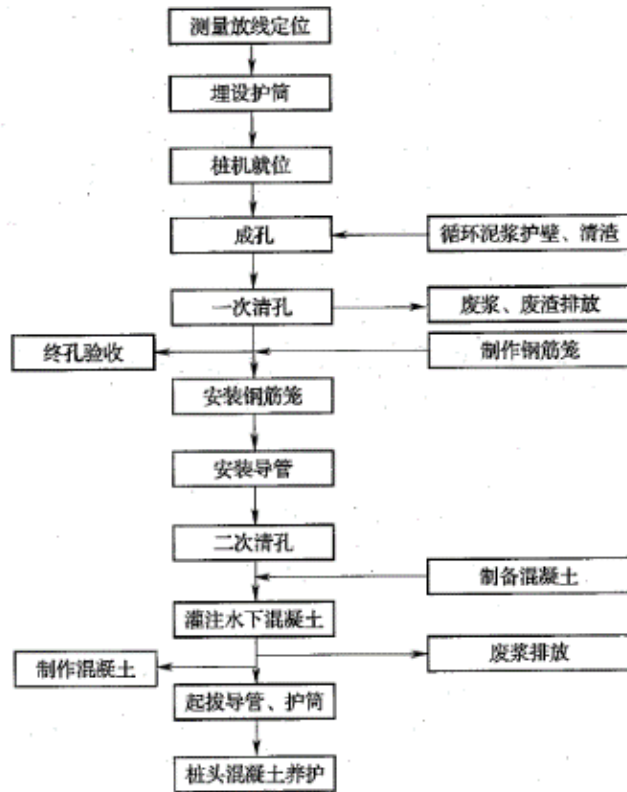 测量放线定位
埋设护筒
桩机就位
成孔
循环泥浆护壁、清渣
一次清孔
废浆、废渣排放
终孔验收
制作钢筋笼
安装钢筋笼
安装导管
二次清孔
制备混凝土
灌注水下混凝土
制作混凝土
废浆排放
起拔导管、护筒
桩头混凝土养护